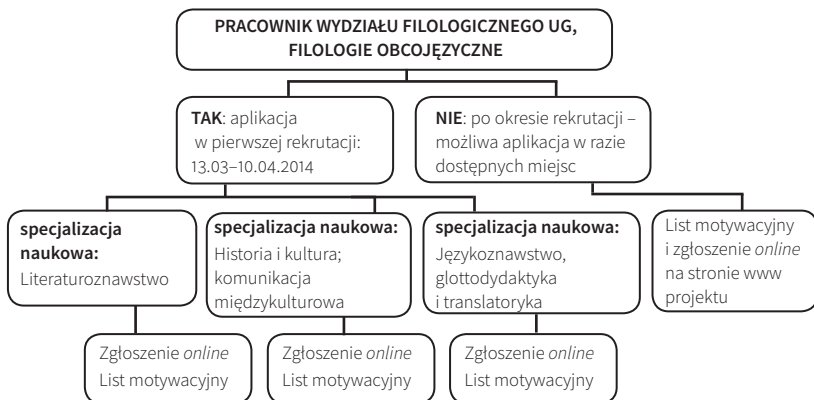 PRACOWNIK WYDZIAŁU FILOLOGICZNEGO UG,
FILOLOGIE OBCOJĘZYCZNE
TAK: aplikacja
w pierwszej rekrutacji:
13.03–10.04.2014
NIE: po okresie rekrutacji –
możliwa aplikacja w razie
dostępnych miejsc
specjalizacja
naukowa:
Literaturoznawstwo
specjalizacja naukowa:
Historia i kultura;
komunikacja
międzykulturowa
specjalizacja naukowa:
Językoznawstwo,
glottodydaktyka
i translatoryka
List motywacyjny
i zgłoszenie online
na stronie www
projektu
Zgłoszenie online
List motywacyjny
Zgłoszenie online
List motywacyjny
Zgłoszenie online
List motywacyjny